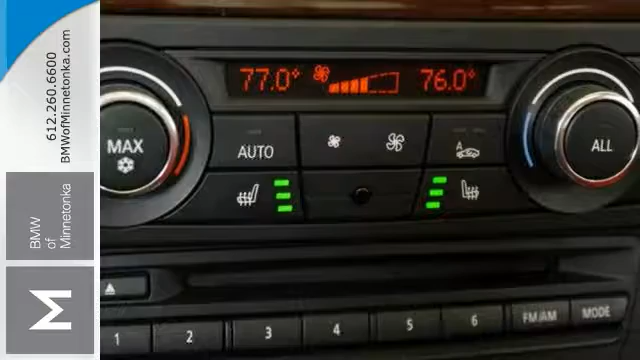 612.260.6600
BMWofMinnetonka.com
BMW
of
Minnetonka
M
77.0°
76.0°
MAX
AUTO
A
ALL
1 2 3 4 5 6 FM/AM MODE